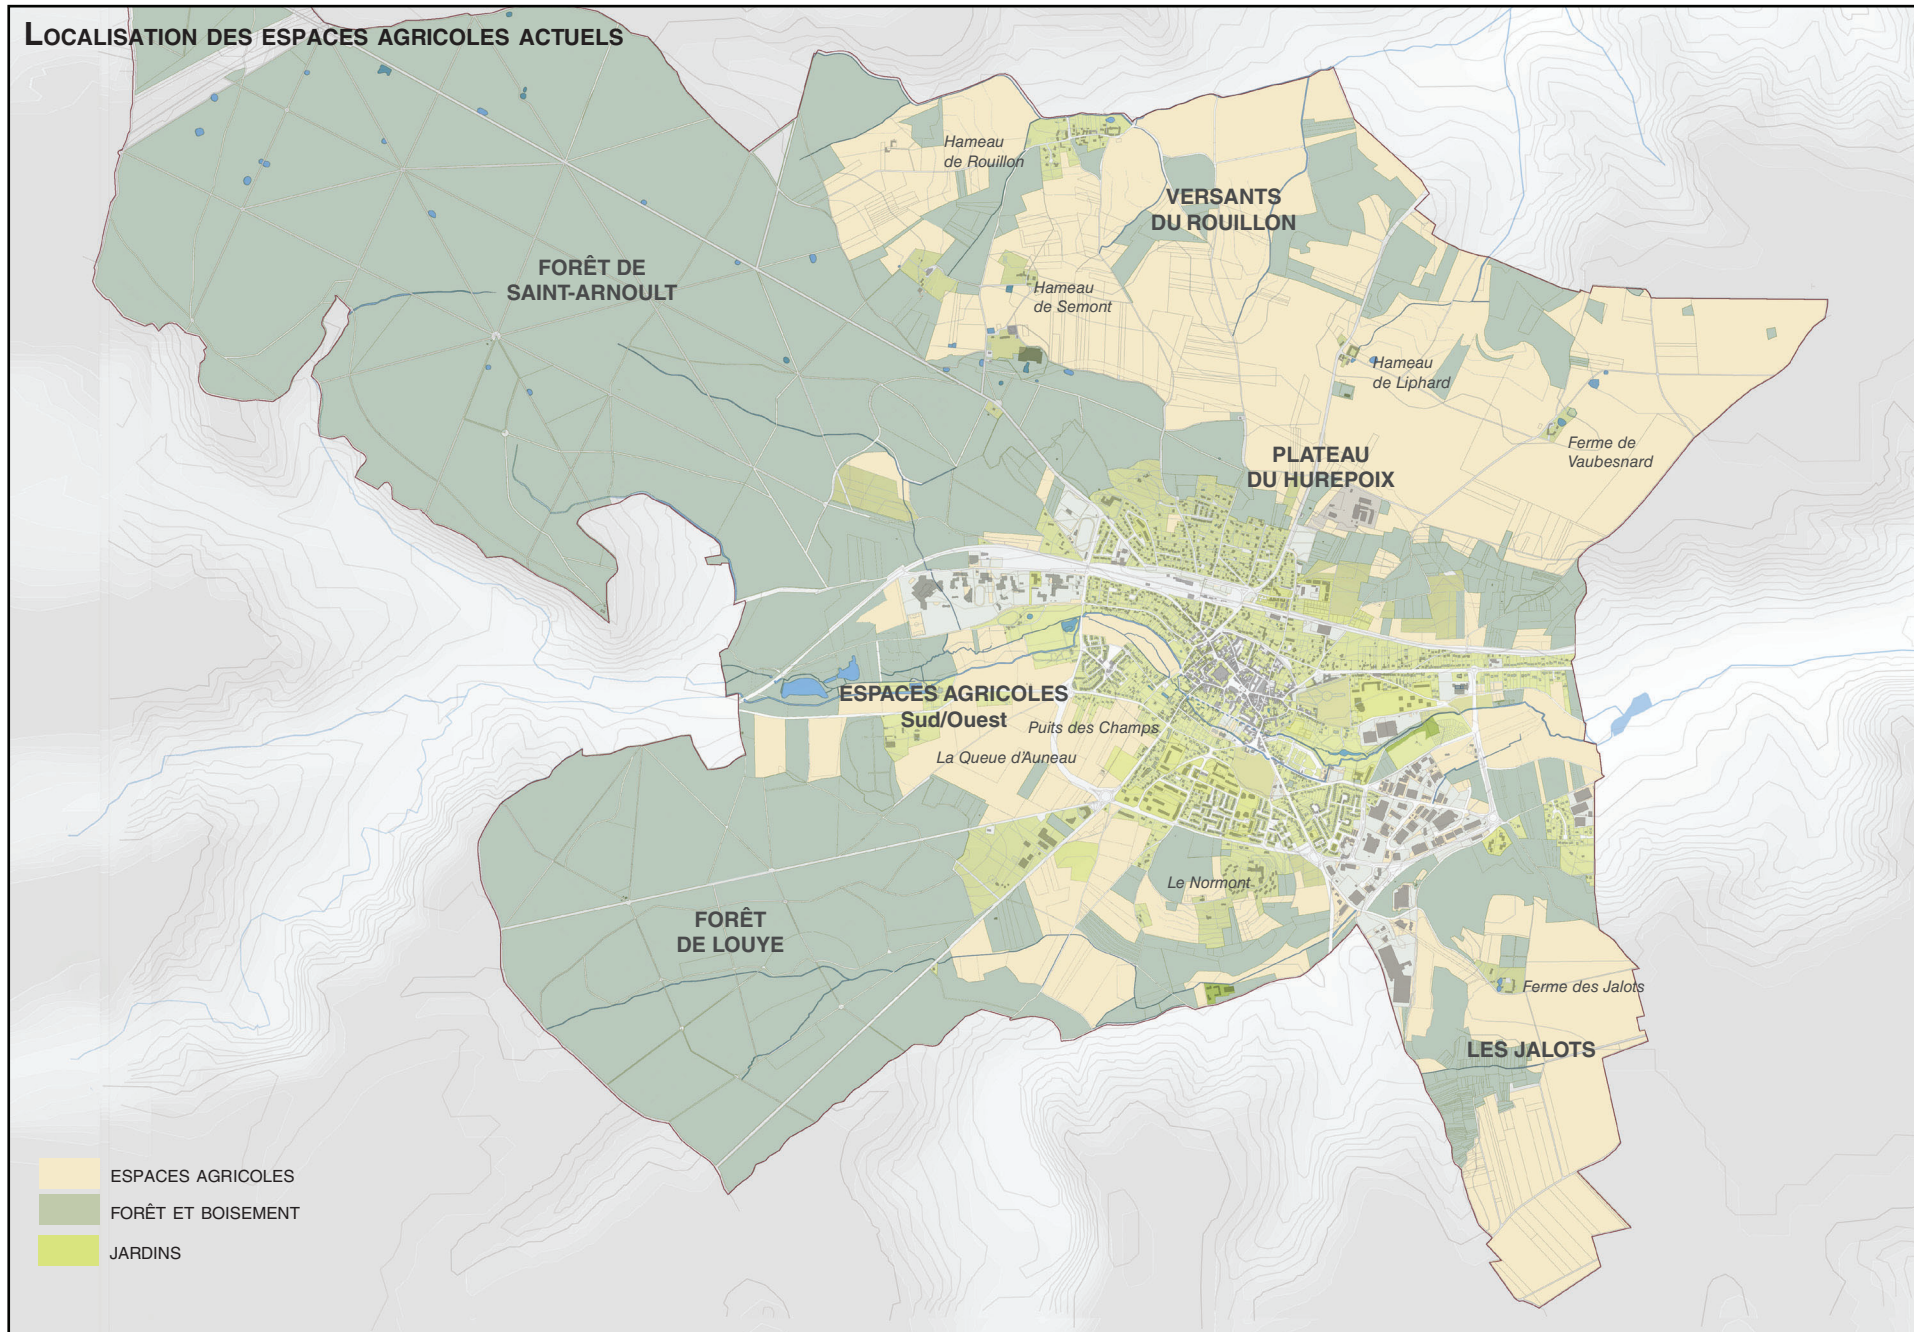 LOCALISATION DES ESPACES AGRICOLES ACTUELS
Hameau
de Rouillon
VERSANTS
DU ROUILLON
FORÊT DE
SAINT-ARNOULT
Hameau
de Semont
Hameau
de Liphard
Ferme de
Vaubesnard
PLATEAU
DU HUREPOIX
ESPACES AGRICOLES
Sud/Ouest
Puits des Champs
La Queue d'Auneau
Le Normont
FORÊT
DE LOUYE
Ferme des Jalots
LES JALOTS
ESPACES AGRICOLES
FORÊT ET BOISEMENT
JARDINS